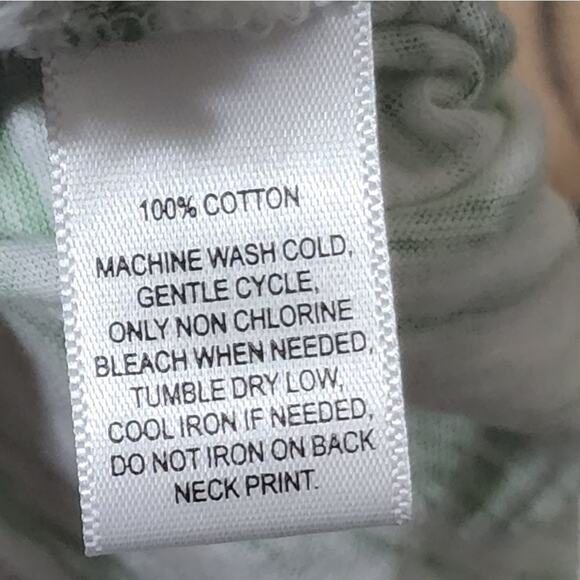 100% COTTON
MACHINE WASH COLD,
GENTLE CYCLE,
ONLY NON CHLORINE
BLEACH WHEN NEEDED,
TUMBLE DRY LOW,
COOL IRON IF NEEDED,
DO NOT IRON ON BACK
NECK PRINT.